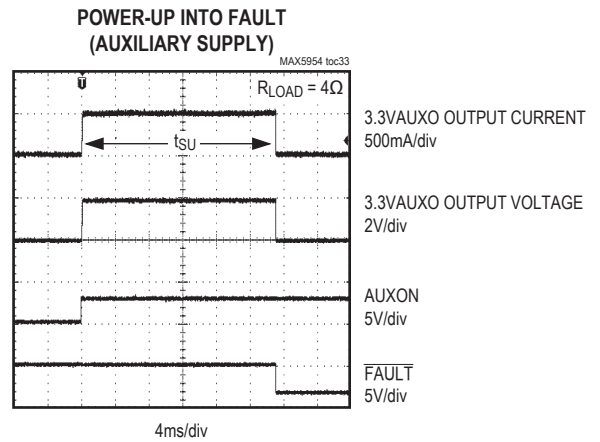 POWER-UP INTO FAULT
(AUXILIARY SUPPLY)
MAX5954 toc33
RLOAD = 4Ω
3.3VAUXO OUTPUT CURRENT
500mA/div
tSU
3.3VAUXO OUTPUT VOLTAGE
2V/div
AUXON
5V/div
FAULT
5V/div
4ms/div